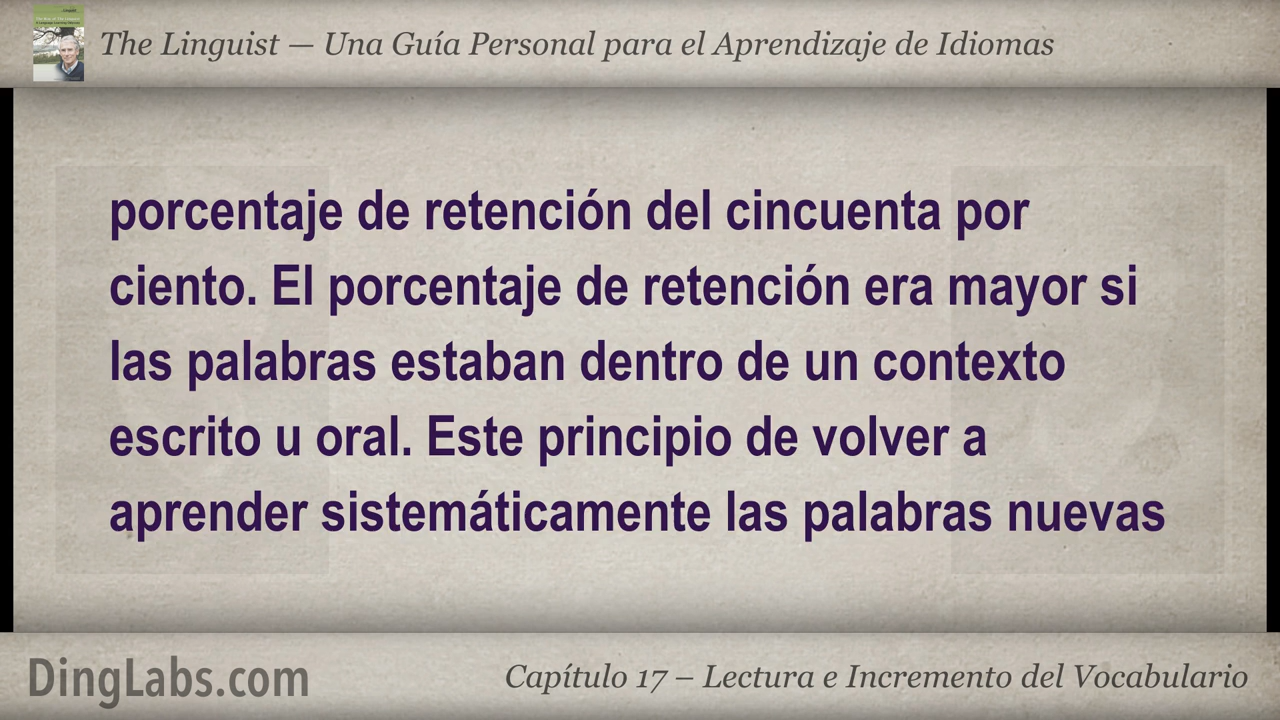 The Linguist — Una Guía Personal para el Aprendizaje de Idiomas
porcentaje de retención del cincuenta por
ciento. El porcentaje de retención era mayor si
las palabras estaban dentro de un contexto
escrito u oral. Este principio de volver a
aprender sistemáticamente las palabras nuevas
DingLabs.com
Capítulo 17 – Lectura e Incremento del Vocabulario